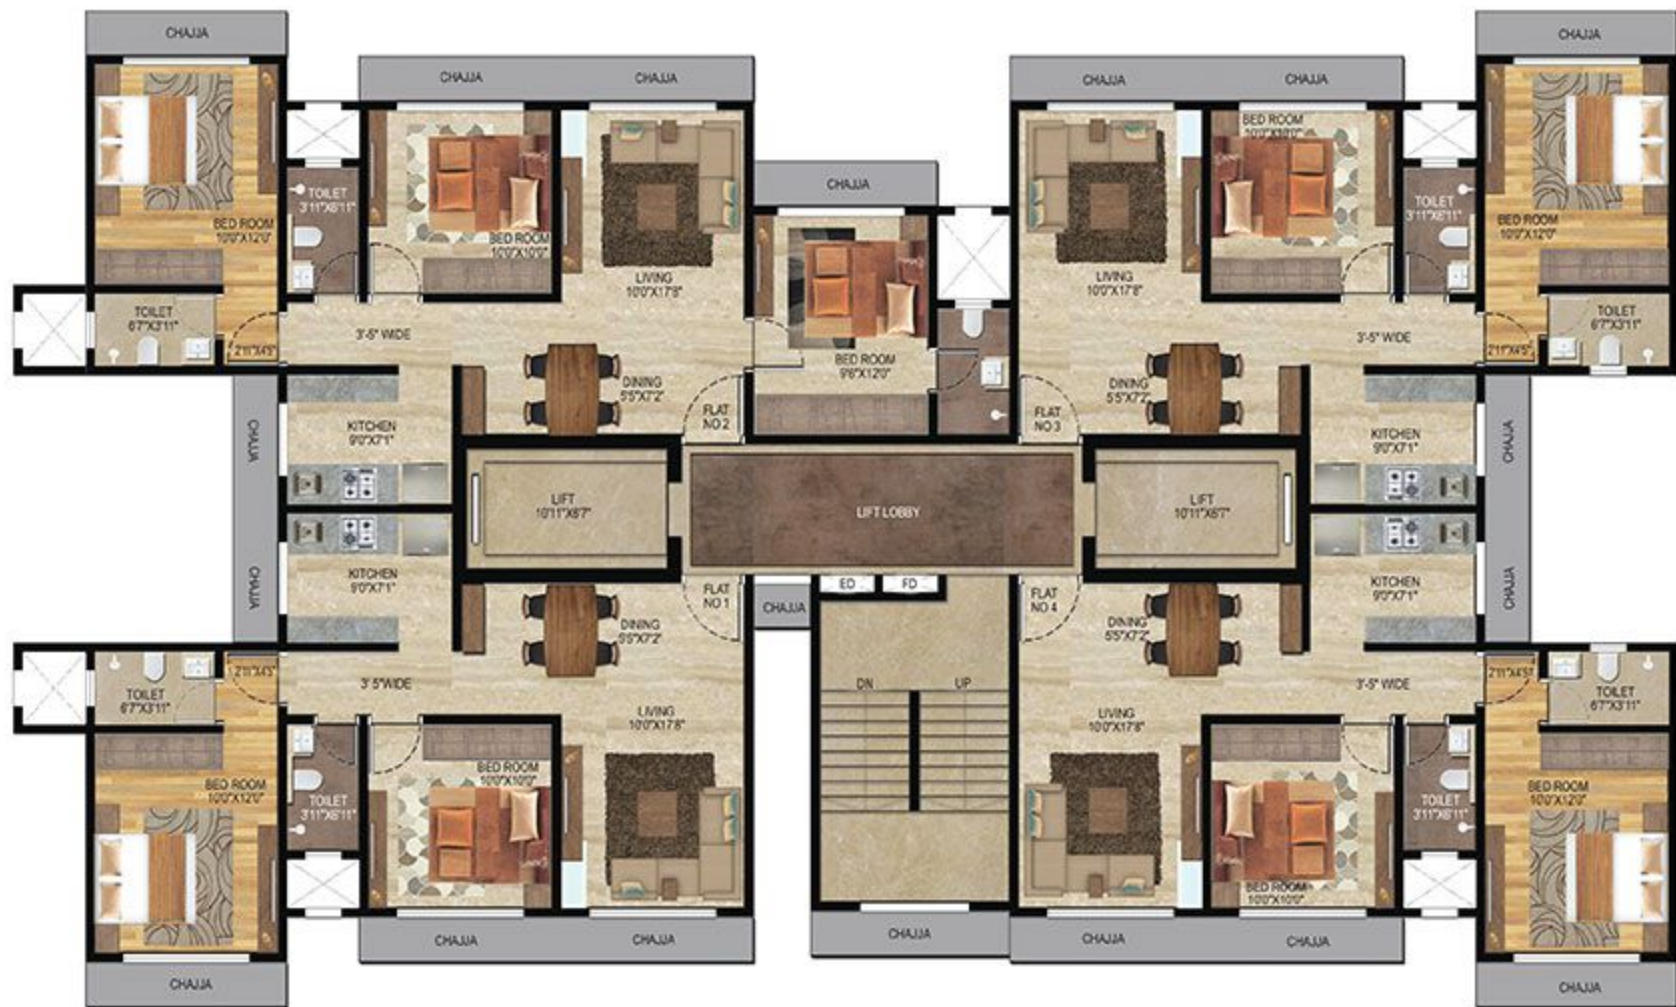 CHAJJA
CHAJJA
CHAJJA
CHAJJA
CHAJJA
CHAJJA
CHAJJA
BED ROOM
10'0"X12'0"
TOILET
3'11"X6'11"
BED ROOM
10'0"X10'0"
LIVING
10'0"X17'8"
TOILET
6'7"X3'11"
2'11"X4'5"
3'-5" WIDE
DINING
5'5"X7'2"
FLAT
NO 2
KITCHEN
9'0"X7'1"
CHAJJA
BED ROOM
9'8"X12'0"
BED ROOM
10'0"X10'0"
TOILET
3'11"X6'11"
BED ROOM
10'0"X12'0"
LIVING
10'0"X17'8"
TOILET
6'7"X3'11"
3'-5" WIDE
2'11"X4'5"
DINING
5'5"X7'2"
FLAT
NO 3
KITCHEN
9'0"X7'1"
CHAJJA
LIFT
10'11"X6'7"
LIFT LOBBY
LIFT
10'11"X6'7"
CHAJJA
KITCHEN
9'0"X7'1"
FLAT
NO 1
CHAJJA
ED
FD
FLAT
NO 4
KITCHEN
9'0"X7'1"
CHAJJA
DINING
5'5"X7'2"
2'11"X4'5"
TOILET
6'7"X3'11"
3' 5"WIDE
LIVING
10'0"X17'8"
BED ROOM
10'0"X12'0"
TOILET
3'11"X6'11"
BED ROOM
10'0"X10'0"
DN
UP
DINING
5'5"X7'2"
2'11"X4'5"
3'-5" WIDE
TOILET
6'7"X3'11"
LIVING
10'0"X17'8"
BED ROOM
10'0"X12'0"
TOILET
3'11"X6'11"
BED ROOM
10'0"X10'0"
CHAJJA
CHAJJA
CHAJJA
CHAJJA
CHAJJA
CHAJJA
CHAJJA